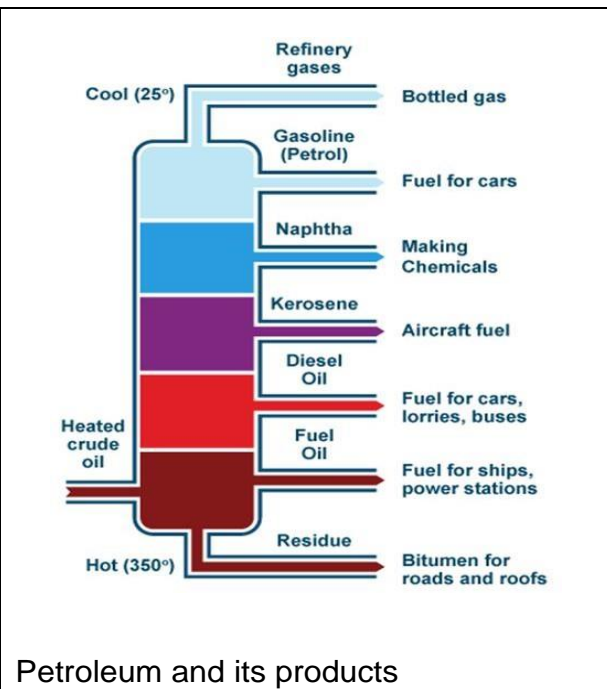 Refinery
gases
Cool (25°)
Bottled gas
Gasoline
(Petrol)
Fuel for cars
Naphtha
Making
Chemicals
Kerosene
Aircraft fuel
Diesel
Oil
Fuel for cars,
lorries, buses
Heated
crude
oil
Fuel
Oil
Fuel for ships,
power stations
Residue
Hot (350°)
Bitumen for
roads and roofs
Petroleum and its products